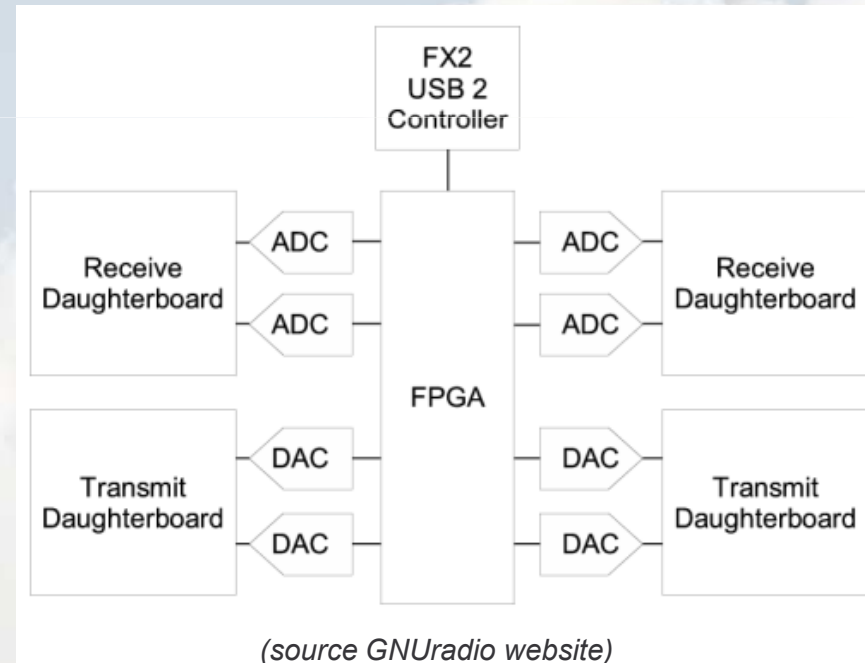 FX2
USB 2
Controller
Receive
Daughterboard
ADC
ADC
FPGA
ADC
ADC
Receive
Daughterboard
Transmit
Daughterboard
DAC
DAC
DAC
DAC
Transmit
Daughterboard
(source GNUradio website)